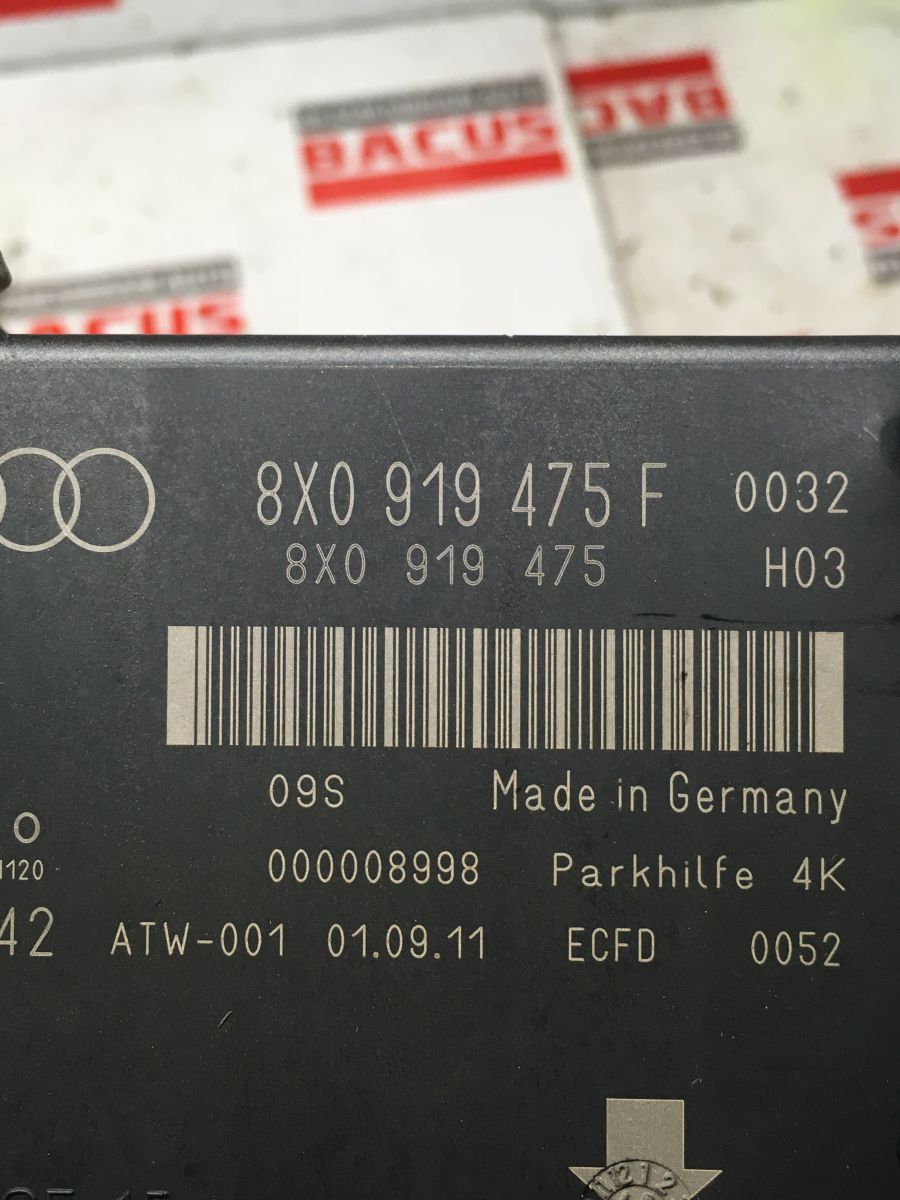 BACUS
BACUS
8X0 919 475 F 0032
8X0 919 475 H03
09S Made in Germany
000008998 Parkhilfe 4K
ATW-001 01.09.11 ECFD 0052